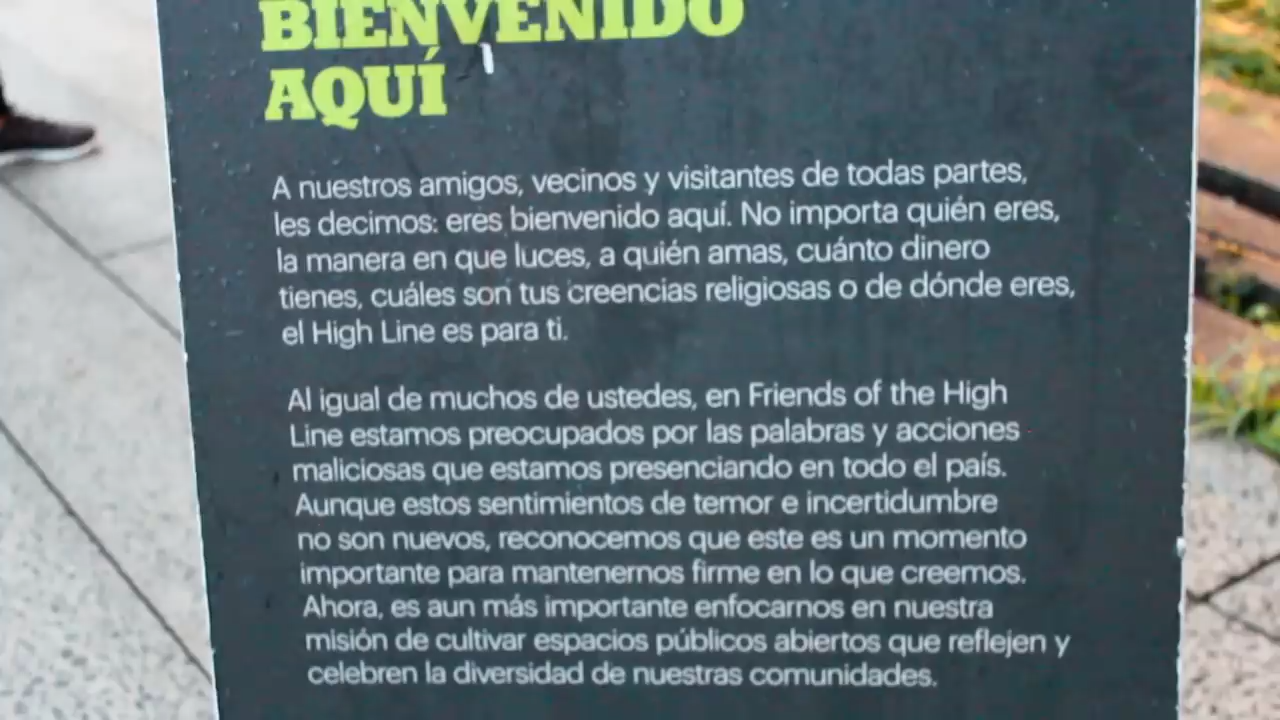 BIENVENIDO
AQUÍ
A nuestros amigos, vecinos y visitantes de todas partes,
les decimos: eres bienvenido aquí. No importa quién eres,
la manera en que luces, a quién amas, cuánto dinero
tienes, cuáles son tus creencias religiosas o de dónde eres,
el High Line es para ti.
Al igual de muchos de ustedes, en Friends of the High
Line estamos preocupados por las palabras y acciones
maliciosas que estamos presenciando en todo el país.
Aunque estos sentimientos de temor e incertidumbre
no son nuevos, reconocemos que este es un momento
importante para mantenernos firme en lo que creemos.
Ahora, es aun más importante enfocarnos en nuestra
misión de cultivar espacios públicos abiertos que reflejen y
celebren la diversidad de nuestras comunidades.